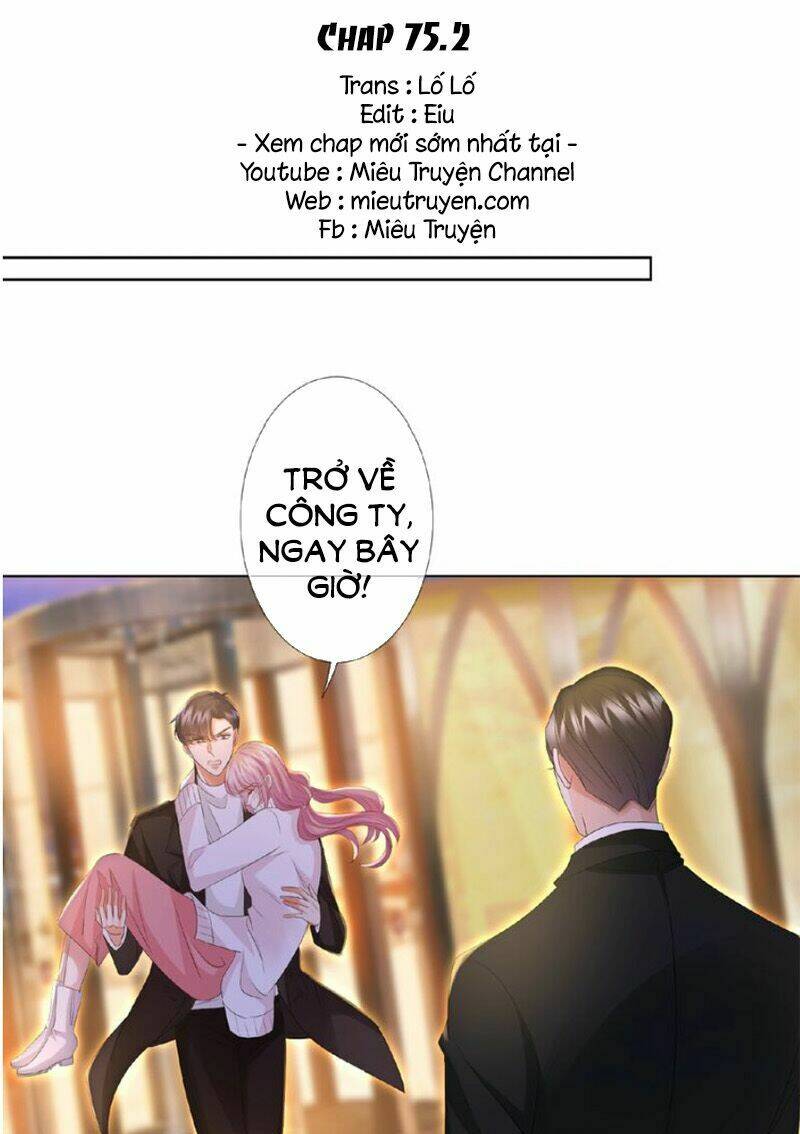 CHAP 75.2
Trans : Lố Lố
Edit : Eiu
- Xem chap mới sớm nhất tại -
Youtube : Miêu Truyện Channel
Web : mieutruyen.com
Fb : Miêu Truyện
TRỞ VỀ
CÔNG TY,
NGAY BÂY
GIỜ!